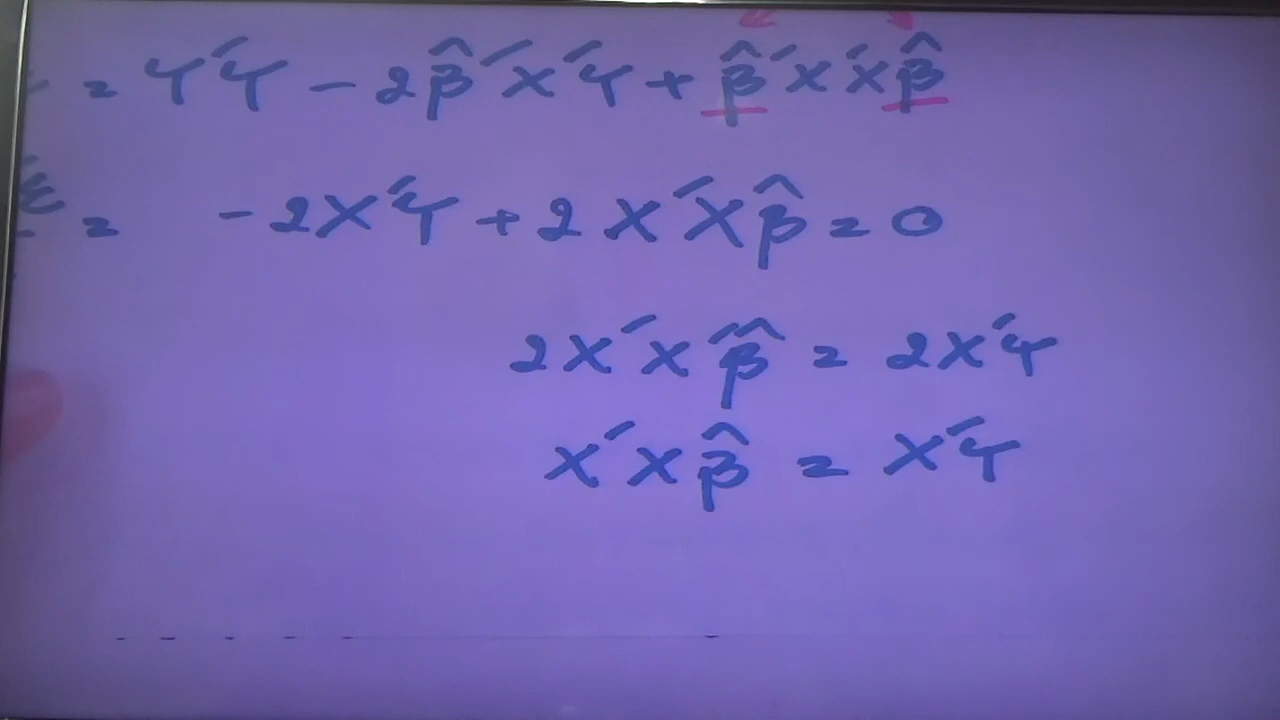 = Y′Y − 2β̂′X′Y + β̂′X′Xβ̂
= −2X′Y + 2X′Xβ̂ = 0
2X′Xβ̂ = 2X′Y
X′Xβ̂ = X′Y